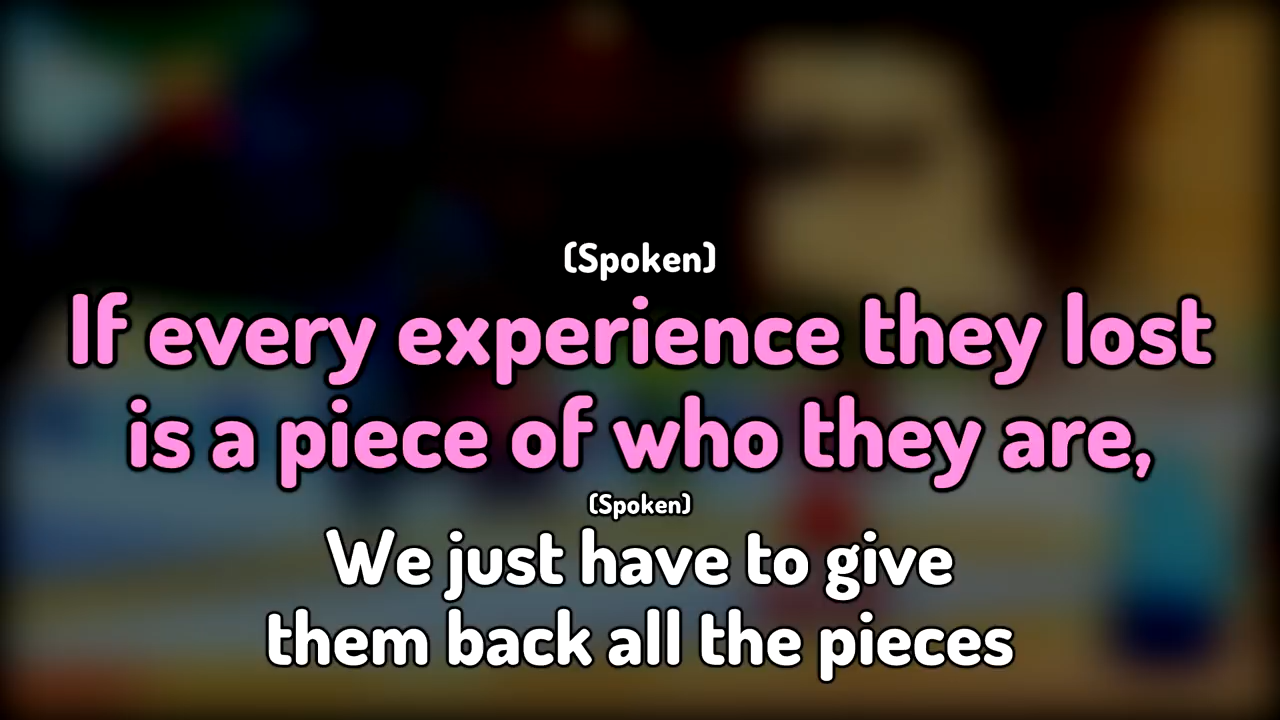 (Spoken)
If every experience they lost
is a piece of who they are,
(Spoken)
We just have to give
them back all the pieces